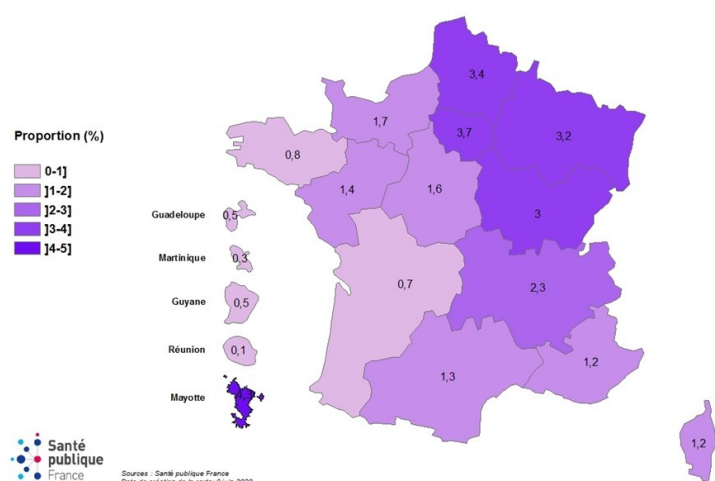 3,4
1,7
3,7
3,2
0,8
Proportion (%)
0-1]
]1-2]
]2-3]
]3-4]
]4-5]
1,4
1,6
3
Guadeloupe
0,5
Martinique
0,3
Guyane
0,5
0,7
2,3
Réunion
0,1
1,3
1,2
Mayotte
1,2
Santé
publique
France
Sources : Santé publique France